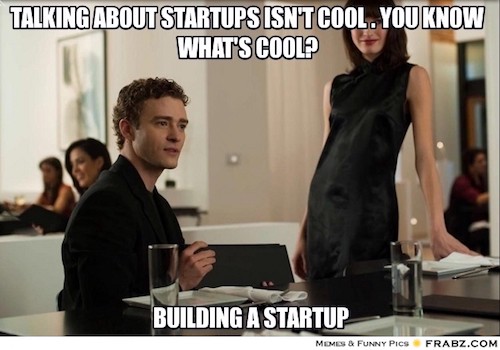 TALKING ABOUT STARTUPS ISN'T COOL. YOU KNOW
WHAT'S COOL?
BUILDING A STARTUP
MEMES & FUNNY PICS FRABZ.COM